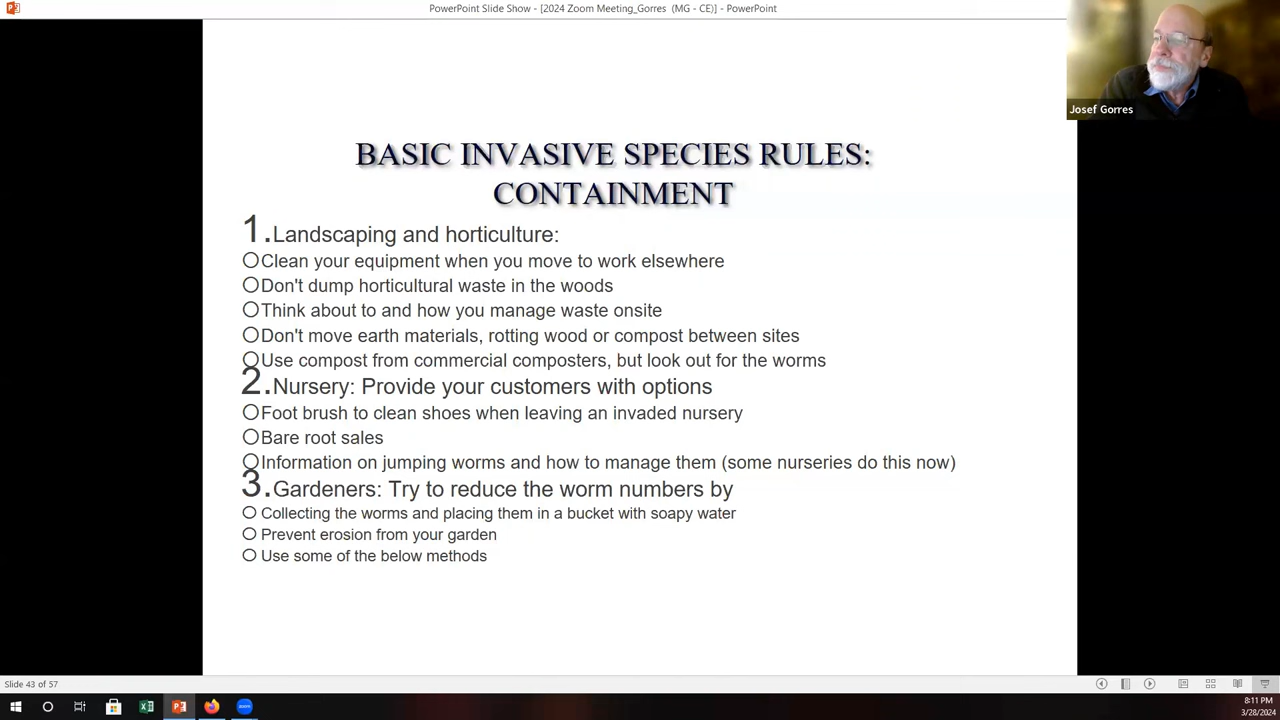 PowerPoint Slide Show - [2024 Zoom Meeting_Gorres (MG - CE)] - PowerPoint
Josef Gorres
BASIC INVASIVE SPECIES RULES:
CONTAINMENT
1.Landscaping and horticulture:
Clean your equipment when you move to work elsewhere
Don't dump horticultural waste in the woods
Think about to and how you manage waste onsite
Don't move earth materials, rotting wood or compost between sites
Use compost from commercial composters, but look out for the worms
2.Nursery: Provide your customers with options
Foot brush to clean shoes when leaving an invaded nursery
Bare root sales
Information on jumping worms and how to manage them (some nurseries do this now)
3.Gardeners: Try to reduce the worm numbers by
Collecting the worms and placing them in a bucket with soapy water
Prevent erosion from your garden
Use some of the below methods
Slide 43 of 57
zoom
8:11 PM
3/28/2024